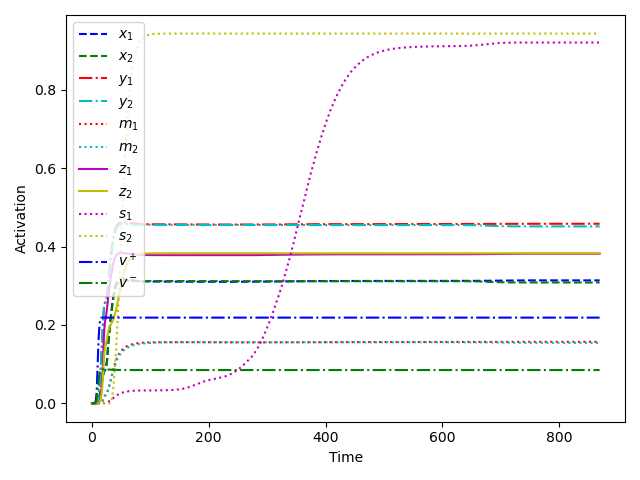 x₁
x₂
y₁
y₂
m₁
m₂
z₁
z₂
s₁
s₂
v⁺
v⁻
0.8
0.6
0.4
0.2
0.0
Activation
0 200 400 600 800
Time